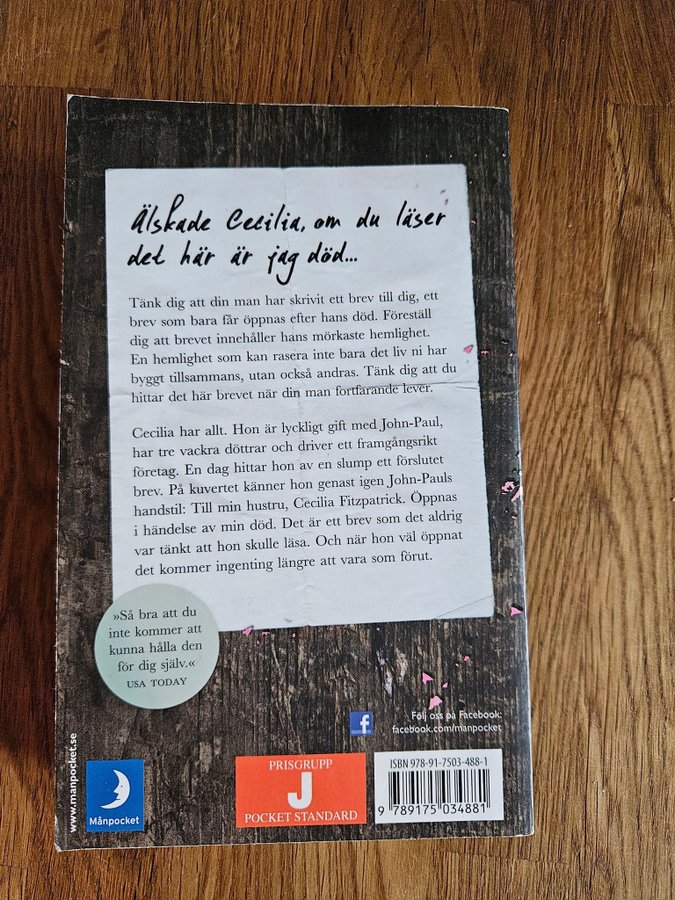 Älskade Cecilia, om du läser
det här är jag död...
Tänk dig att din man har skrivit ett brev till dig, ett
brev som bara får öppnas efter hans död. Föreställ
dig att brevet innehåller hans mörkaste hemlighet.
En hemlighet som kan rasera inte bara det liv ni har
byggt tillsammans, utan också andras. Tänk dig att du
hittar det här brevet när din man fortfarande lever.
Cecilia har allt. Hon är lyckligt gift med John-Paul,
har tre vackra döttrar och driver ett framgångsrikt
företag. En dag hittar hon av en slump ett förslutet
brev. På kuvertet känner hon genast igen John-Pauls
handstil: Till min hustru, Cecilia Fitzpatrick. Öppnas
i händelse av min död. Det är ett brev som det aldrig
var tänkt att hon skulle läsa. Och när hon väl öppnat
det kommer ingenting längre att vara som förut.
»Så bra att du
inte kommer att
kunna hålla den
för dig själv.«
USA TODAY
Följ oss på Facebook:
facebook.com/manpocket
www.manpocket.se
Månpocket
PRISGRUPP
J
POCKET STANDARD
ISBN 978-91-7503-488-1
9 789175 034881